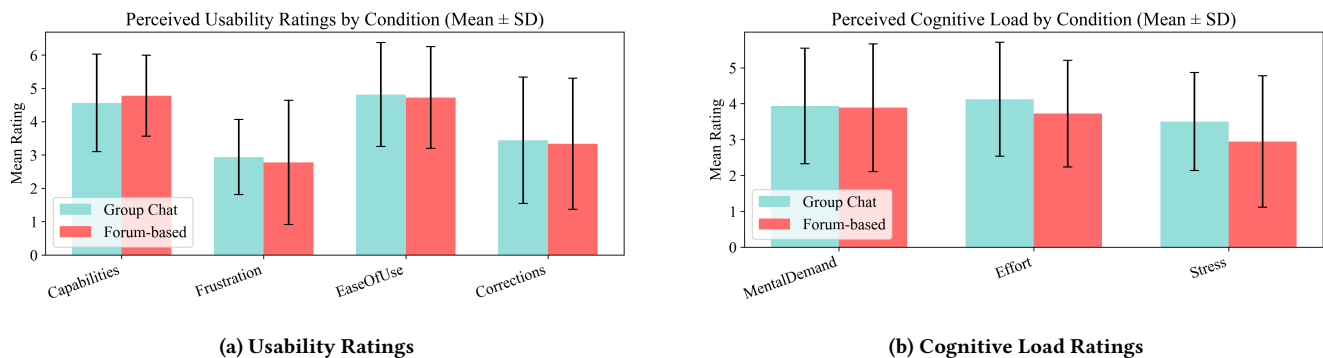 Perceived Usability Ratings by Condition (Mean ± SD)
Mean Rating
6
5
4
3
2
1
0
Group Chat
Forum-based
Capabilities
Frustration
EaseOfUse
Corrections
(a) Usability Ratings
Perceived Cognitive Load by Condition (Mean ± SD)
Mean Rating
5
4
3
2
1
0
Group Chat
Forum-based
MentalDemand
Effort
Stress
(b) Cognitive Load Ratings